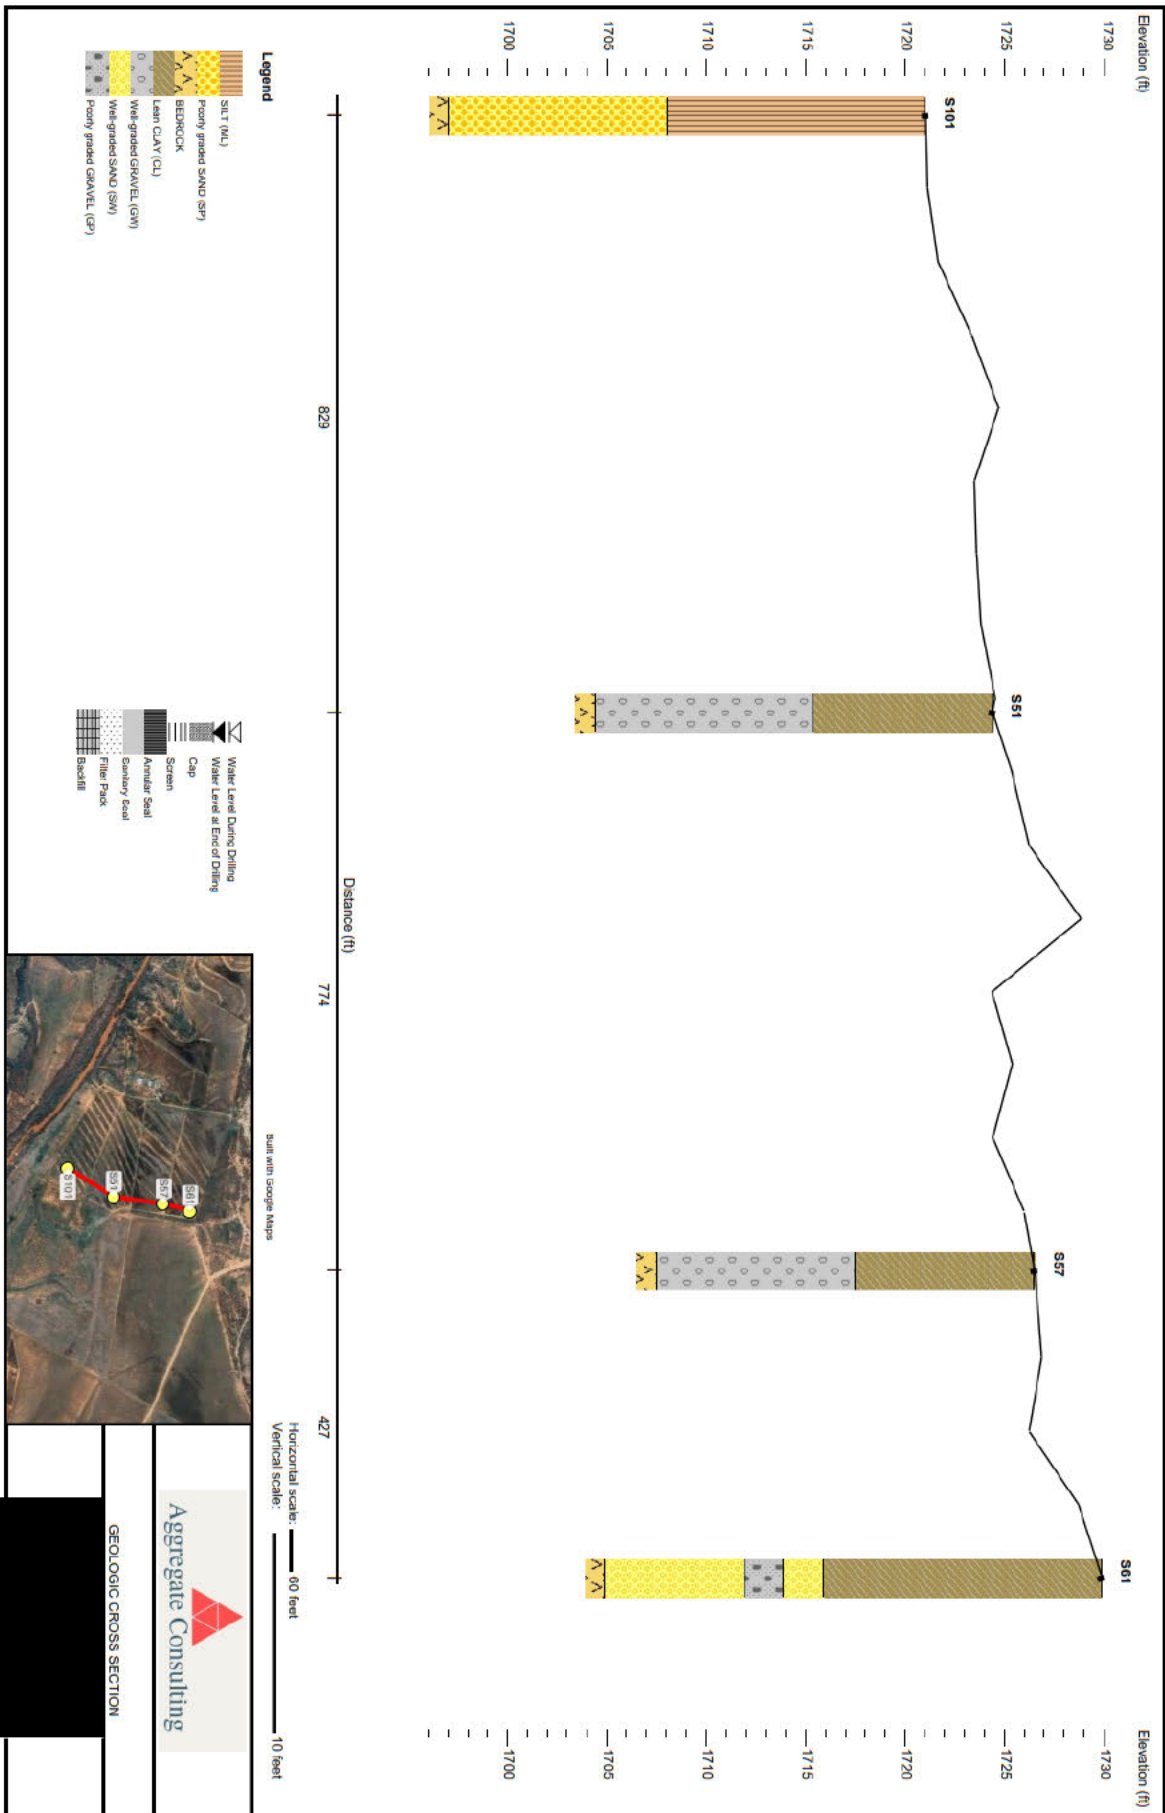 Elevation (ft)
Elevation (ft)
1730
1725
1720
1715
1710
1705
1700
1730
1725
1720
1715
1710
1705
1700
S101
S51
S57
S61
829
774
427
Distance (ft)
Legend
SILT (ML)
Poorly graded SAND (SP)
BEDROCK
Lean CLAY (CL)
Well-graded GRAVEL (GW)
Well-graded SAND (SW)
Poorly graded GRAVEL (GP)
Water Level During Drilling
Water Level at End of Drilling
Cap
Screen
Annular Seal
Sanitary Seal
Filter Pack
Backfill
Built with Google Maps
S61
S57
S51
S101
Horizontal scale: 60 feet
Vertical scale: 10 feet
Aggregate Consulting
GEOLOGIC CROSS SECTION